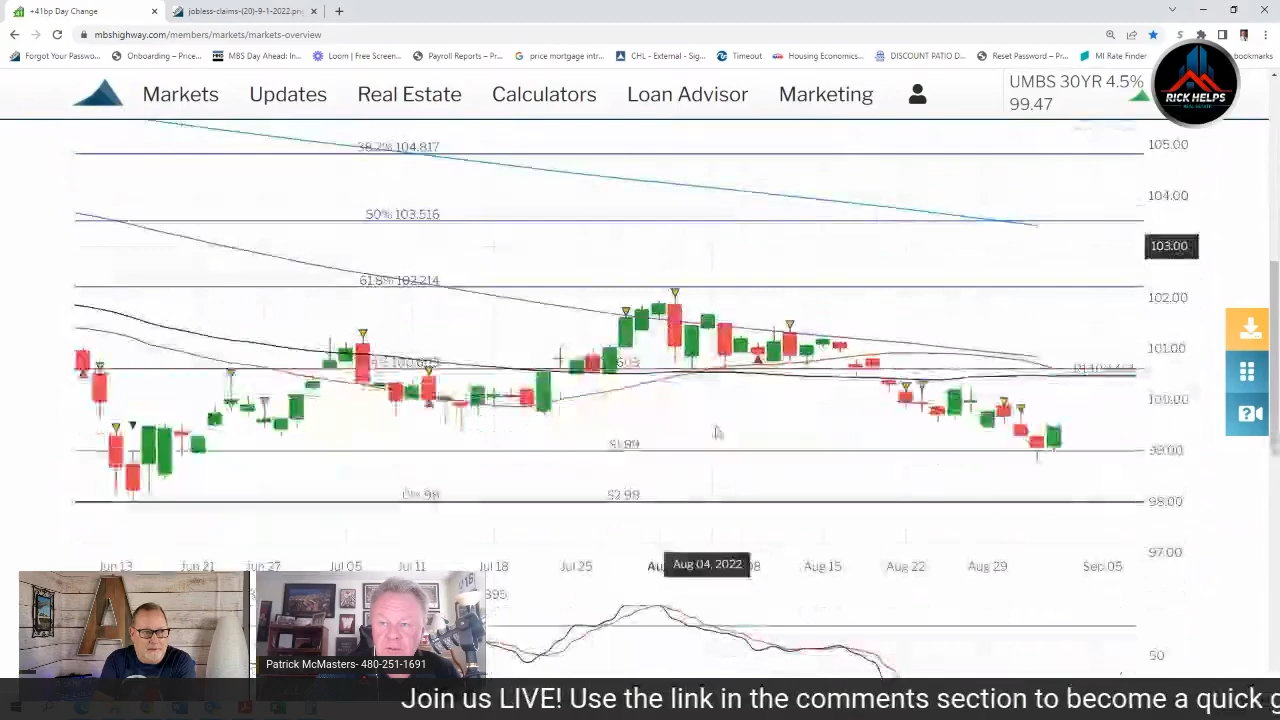 +41bp Day Change
jobless-claims-(20)-9-1-2022.pn
mbshighway.com/members/markets/markets-overview
Forgot Your Passwo...
Onboarding – Price...
MBS Day Ahead: In...
Loom | Free Screen...
Payroll Reports – Pr...
price mortgage intr...
CHL - External - Sig...
Timeout
Housing Economics...
DISCOUNT PATIO D...
Reset Password – Pr...
MI Rate Finder
bookmarks
Markets
Updates
Real Estate
Calculators
Loan Advisor
Marketing
UMBS 30YR 4.5%
99.47
RICK HELPS
REAL ESTATE
38.2% 104.817
50% 103.516
61.8% 102.214
105.00
104.00
103.00
102.00
101.00
100.00
99.00
98.00
97.00
S2 98
Jun 13
Jun 21
Jun 27
Jul 05
Jul 11
Jul 18
Jul 25
Aug 04, 2022
Aug 15
Aug 22
Aug 29
Sep 05
50
A
Patrick McMasters- 480-251-1691
Join us LIVE! Use the link in the comments section to become a quick g